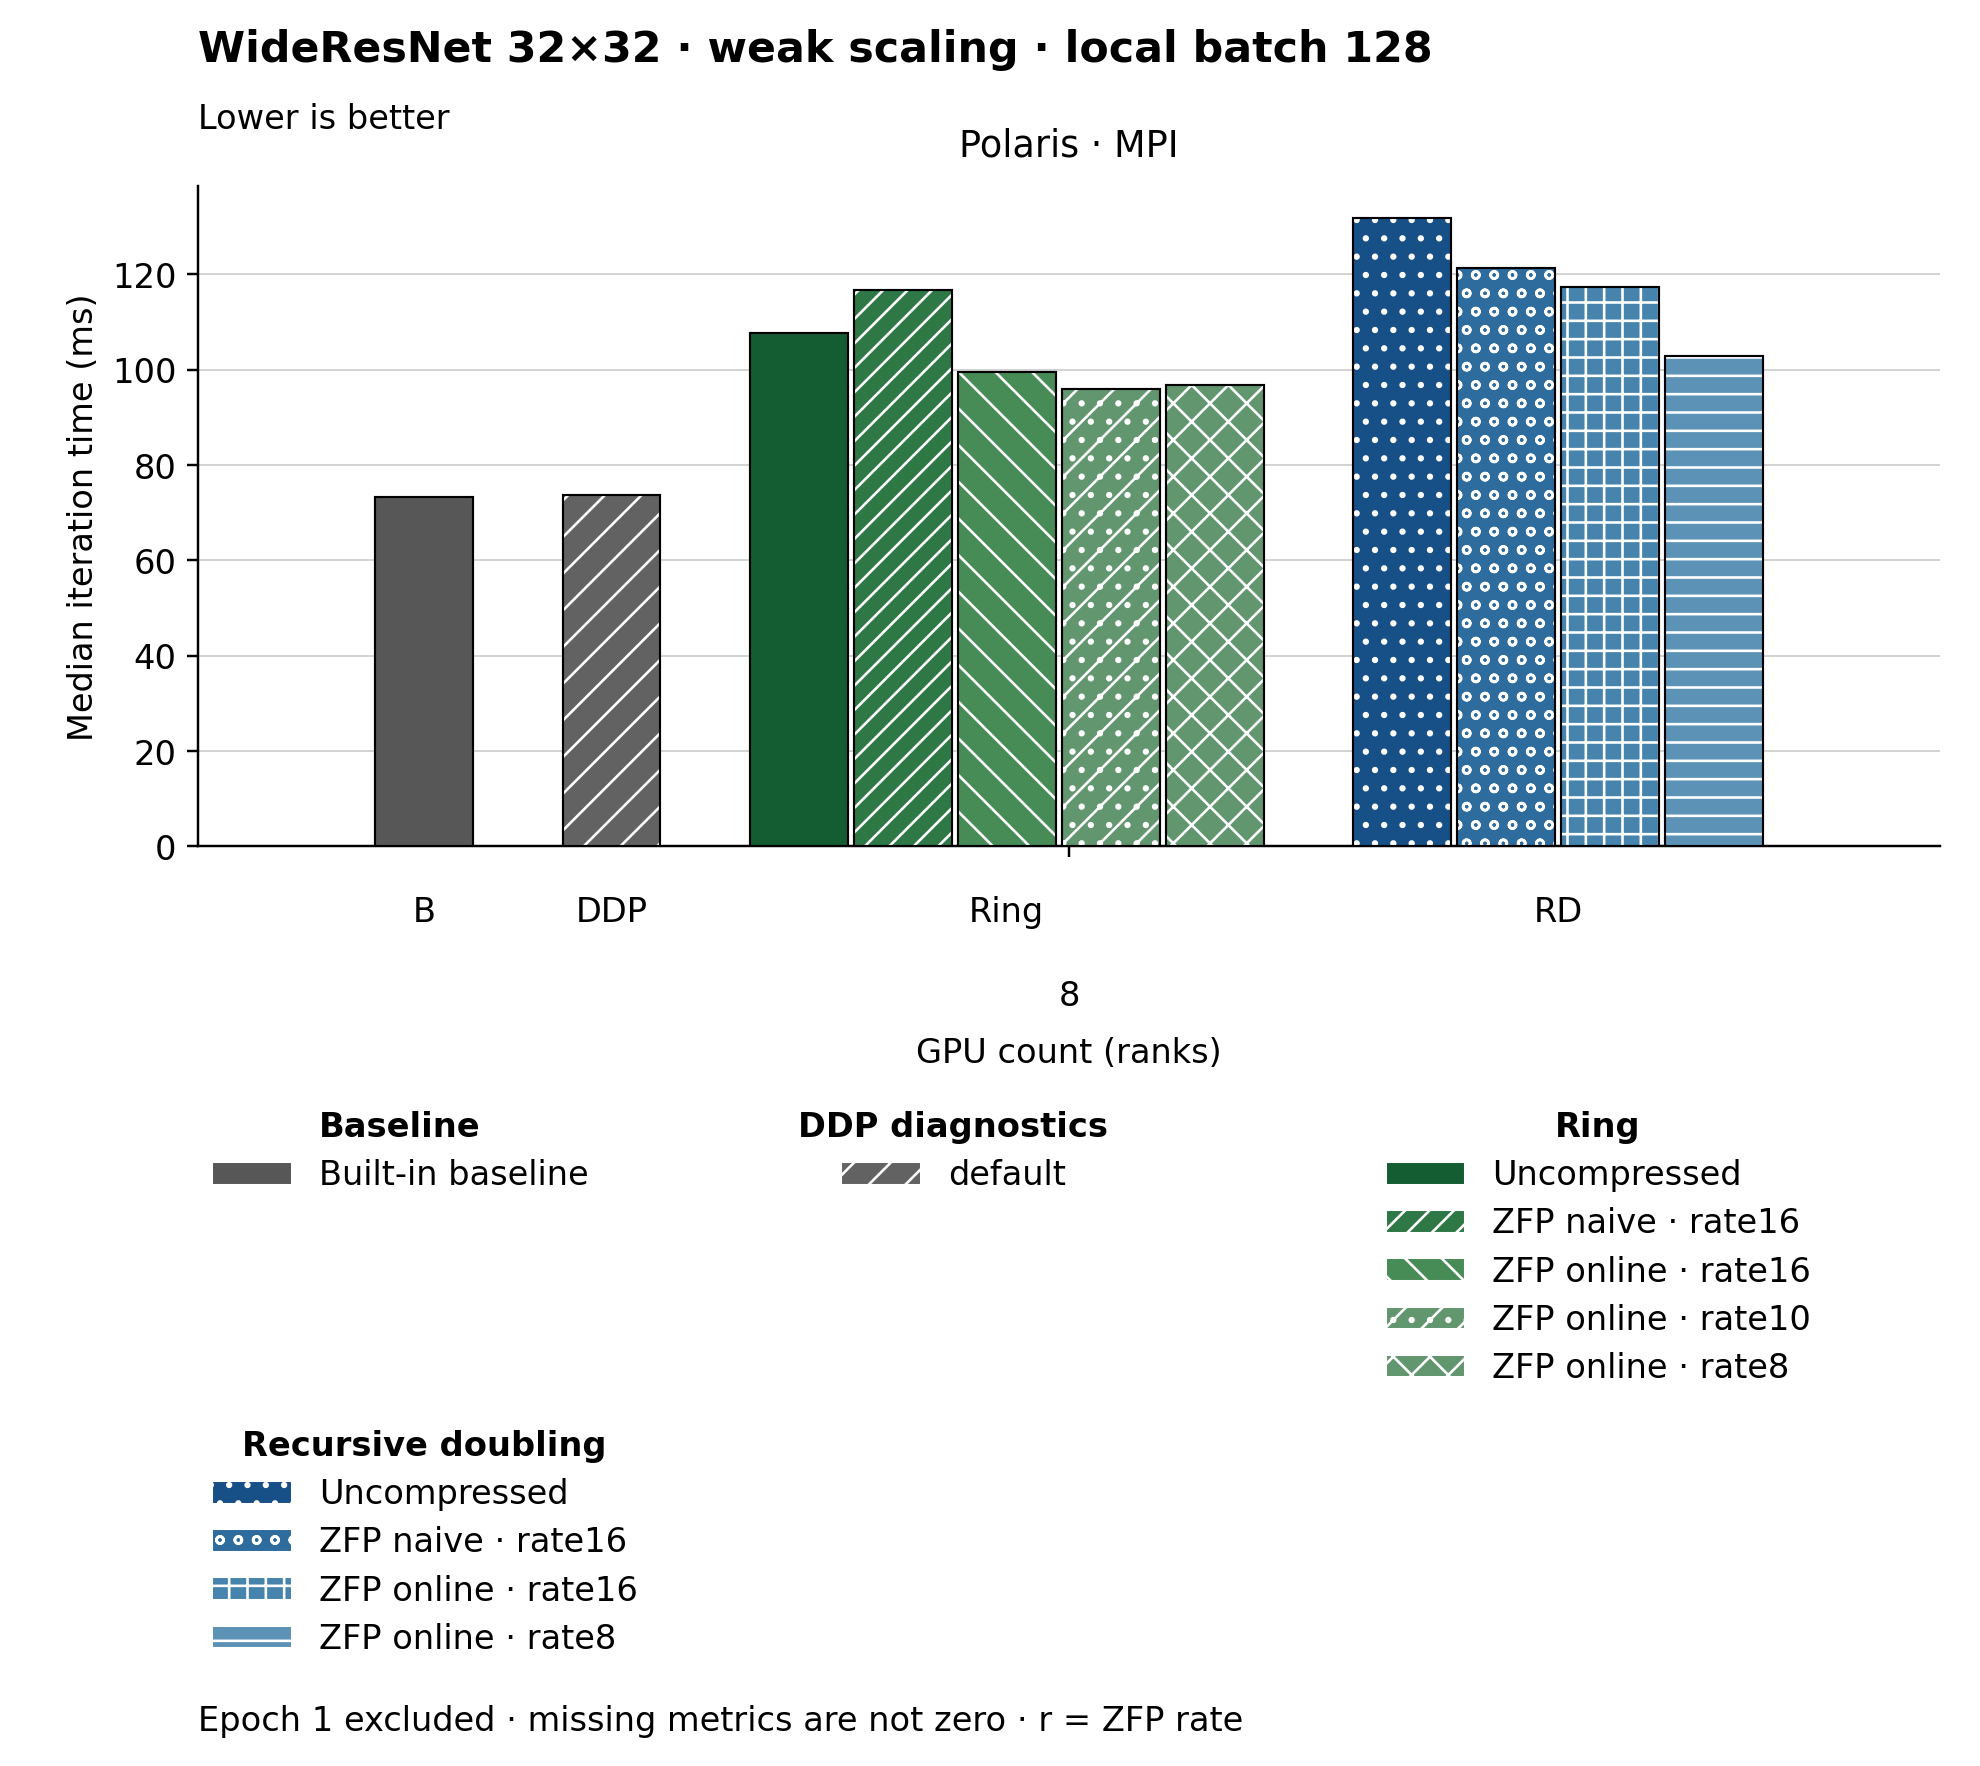 WideResNet 32×32 · weak scaling · local batch 128
Lower is better
Polaris · MPI
Median iteration time (ms)
120
100
80
60
40
20
0
B DDP Ring RD
8
GPU count (ranks)
Baseline
Built-in baseline
DDP diagnostics
default
Ring
Uncompressed
ZFP naive · rate16
ZFP online · rate16
ZFP online · rate10
ZFP online · rate8
Recursive doubling
Uncompressed
ZFP naive · rate16
ZFP online · rate16
ZFP online · rate8
Epoch 1 excluded · missing metrics are not zero · r = ZFP rate